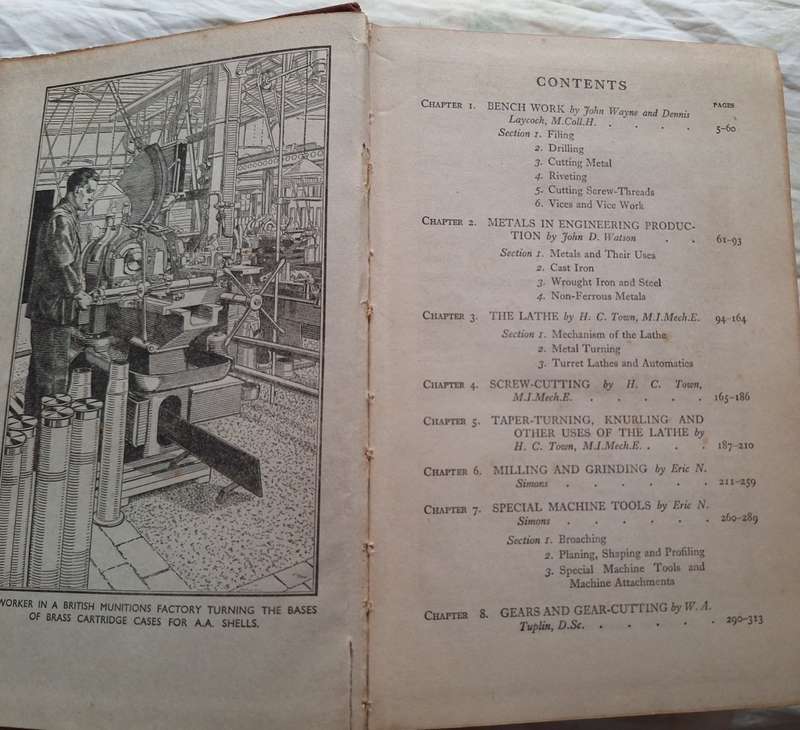 WORKER IN A BRITISH MUNITIONS FACTORY TURNING THE BASES
OF BRASS CARTRIDGE CASES FOR A.A. SHELLS.
CONTENTS
PAGES
CHAPTER 1. BENCH WORK by John Wayne and Dennis
Laycock, M.Coll.H. . . . . 5–60
Section 1. Filing
2. Drilling
3. Cutting Metal
4. Riveting
5. Cutting Screw-Threads
6. Vices and Vice Work
CHAPTER 2. METALS IN ENGINEERING PRODUC-
TION by John D. Watson . . 61–93
Section 1. Metals and Their Uses
2. Cast Iron
3. Wrought Iron and Steel
4. Non-Ferrous Metals
CHAPTER 3. THE LATHE by H. C. Town, M.I.Mech.E. 94–164
Section 1. Mechanism of the Lathe
2. Metal Turning
3. Turret Lathes and Automatics
CHAPTER 4. SCREW-CUTTING by H. C. Town,
M.I.Mech.E. . . . . . 165–186
CHAPTER 5. TAPER-TURNING, KNURLING AND
OTHER USES OF THE LATHE by
H. C. Town, M.I.Mech.E. . . . 187–210
CHAPTER 6. MILLING AND GRINDING by Eric N.
Simons . . . . . . 211–259
CHAPTER 7. SPECIAL MACHINE TOOLS by Eric N.
Simons . . . . . . 260–289
Section 1. Broaching
2. Planing, Shaping and Profiling
3. Special Machine Tools and
Machine Attachments
CHAPTER 8. GEARS AND GEAR-CUTTING by W. A.
Tuplin, D.Sc. . . . . . 290–313